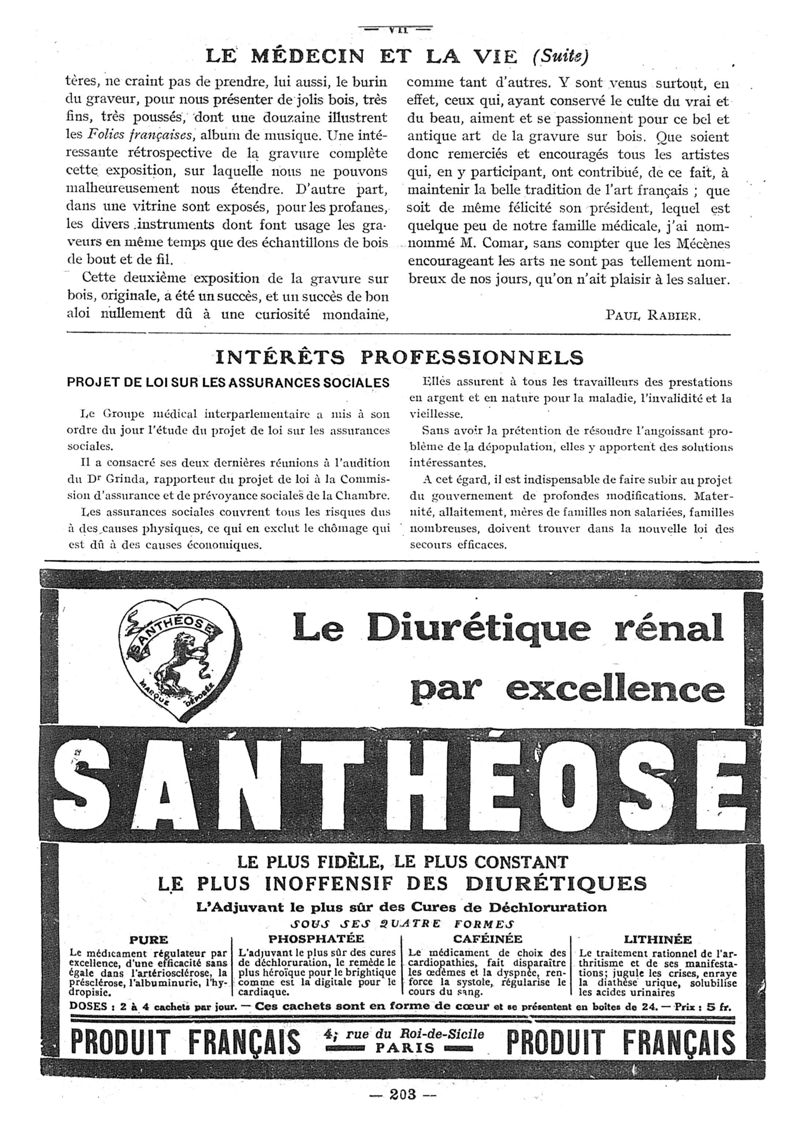 — VII —
LE MÉDECIN ET LA VIE (Suite)
tères, ne craint pas de prendre, lui aussi, le burin
du graveur, pour nous présenter de jolis bois, très
fins, très poussés, dont une douzaine illustrent
les Folies françaises, album de musique. Une inté-
ressante rétrospective de la gravure complète
cette exposition, sur laquelle nous ne pouvons
malheureusement nous étendre. D'autre part,
dans une vitrine sont exposés, pour les profanes,
les divers instruments dont font usage les gra-
veurs en même temps que des échantillons de bois
de bout et de fil.
Cette deuxième exposition de la gravure sur
bois, originale, a été un succès, et un succès de bon
aloi nullement dû à une curiosité mondaine,
comme tant d'autres. Y sont venus surtout, en
effet, ceux qui, ayant conservé le culte du vrai et
du beau, aiment et se passionnent pour ce bel et
antique art de la gravure sur bois. Que soient
donc remerciés et encouragés tous les artistes
qui, en y participant, ont contribué, de ce fait, à
maintenir la belle tradition de l'art français ; que
soit de même félicité son président, lequel est
quelque peu de notre famille médicale, j'ai nom-
nommé M. Comar, sans compter que les Mécènes
encourageant les arts ne sont pas tellement nom-
breux de nos jours, qu'on n'ait plaisir à les saluer.
PAUL RABIER.
INTÉRÊTS PROFESSIONNELS
PROJET DE LOI SUR LES ASSURANCES SOCIALES
Le Groupe médical interparlementaire a mis à son
ordre du jour l'étude du projet de loi sur les assurances
sociales.
Il a consacré ses deux dernières réunions à l'audition
du Dr Grinda, rapporteur du projet de loi à la Commis-
sion d'assurance et de prévoyance sociales de la Chambre.
Les assurances sociales couvrent tous les risques dus
à des causes physiques, ce qui en exclut le chômage qui
est dû à des causes économiques.
Elles assurent à tous les travailleurs des prestations
en argent et en nature pour la maladie, l'invalidité et la
vieillesse.
Sans avoir la prétention de résoudre l'angoissant pro-
blème de la dépopulation, elles y apportent des solutions
intéressantes.
A cet égard, il est indispensable de faire subir au projet
du gouvernement de profondes modifications. Mater-
nité, allaitement, mères de familles non salariées, familles
nombreuses, doivent trouver dans la nouvelle loi des
secours efficaces.
SANTHÉOSE
MARQUE DÉPOSÉE
Le Diurétique rénal
par excellence
SANTHÉOSE
LE PLUS FIDÈLE, LE PLUS CONSTANT
LE PLUS INOFFENSIF DES DIURÉTIQUES
L'Adjuvant le plus sûr des Cures de Déchloruration
SOUS SES QUATRE FORMES
PURE
Le médicament régulateur par
excellence, d'une efficacité sans
égale dans l'artériosclérose, la
présclérose, l'albuminurie, l'hy-
dropisie.
PHOSPHATÉE
L'adjuvant le plus sûr des cures
de déchloruration, le remède le
plus héroïque pour le brightique
comme est la digitale pour le
cardiaque.
CAFÉINÉE
Le médicament de choix des
cardiopathies, fait disparaître
les œdèmes et la dyspnée, ren-
force la systole, régularise le
cours du sang.
LITHINÉE
Le traitement rationnel de l'ar-
thritisme et de ses manifesta-
tions; jugule les crises, enraye
la diathèse urique, solubilise
les acides urinaires
DOSES : 2 à 4 cachets par jour. — Ces cachets sont en forme de cœur et se présentent en boîtes de 24. — Prix : 5 fr.
PRODUIT FRANÇAIS
4, rue du Roi-de-Sicile
PARIS
PRODUIT FRANÇAIS
— 203 —